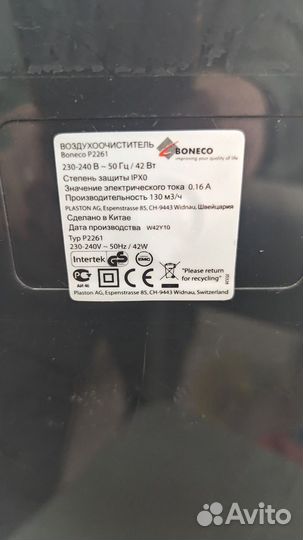 ВОЗДУХООЧИСТИТЕЛЬ
Boneco P2261
BONECO
improving your quality of life
230-240 В ~ 50 Гц / 42 Вт
Степень защиты IPX0
Значение электрического тока 0.16 А
Производительность 130 м3/ч
PLASTON AG, Espenstrasse 85, CH-9443 Widnau, Швейцария
Сделано в Китае
Дата производства W42Y10
Typ P2261
230-240V ~ 50Hz / 42W
Intertek
GS
KMC
CE
"Please return
for recycling"
Plaston AG, Espenstrasse 85, CH-9443 Widnau, Switzerland
Avito